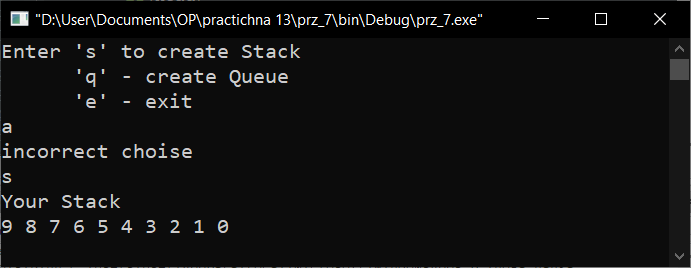 "D:\User\Documents\OP\practichna 13\prz_7\bin\Debug\prz_7.exe"
Enter 's' to create Stack
'q' - create Queue
'e' - exit
a
incorrect choise
s
Your Stack
9 8 7 6 5 4 3 2 1 0